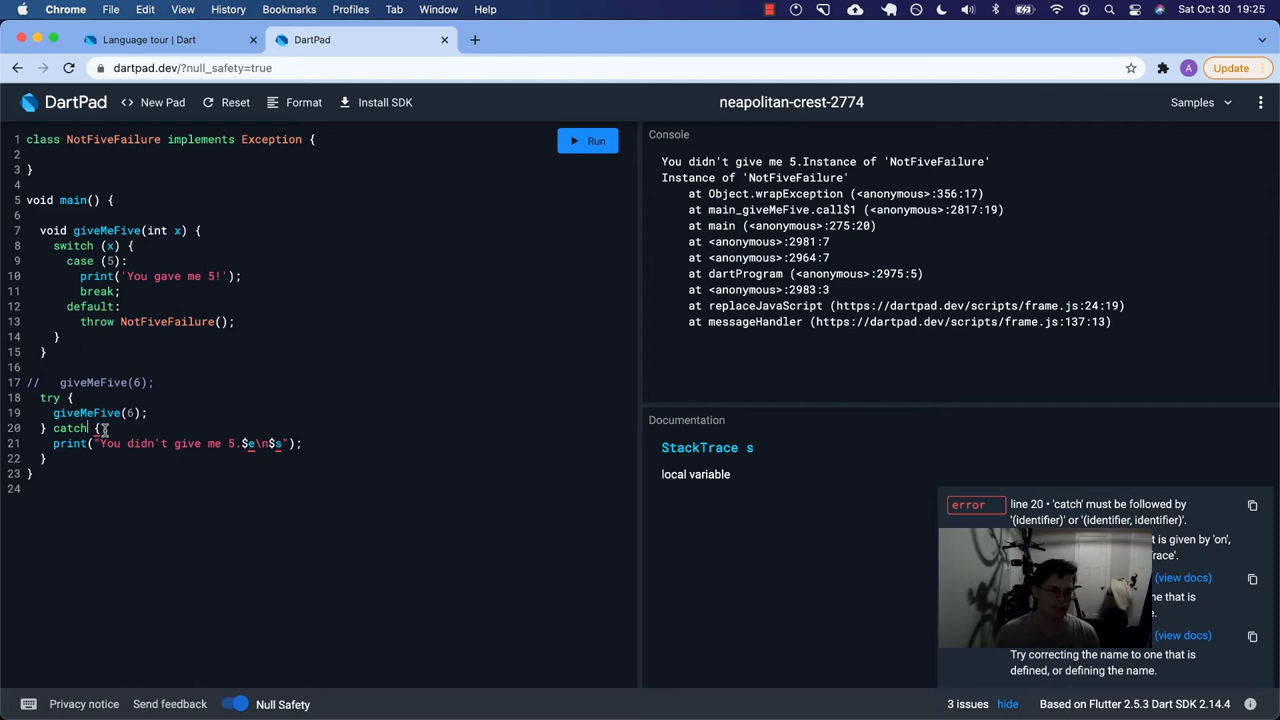 Chrome File Edit View History Bookmarks Profiles Tab Window Help Sat Oct 30 19:25
Language tour | Dart
DartPad
dartpad.dev/?null_safety=true
A
Update
DartPad
<> New Pad
Reset
Format
Install SDK
neapolitan-crest-2774
Samples
Run
1 class NotFiveFailure implements Exception {
2
3 }
4
5 void main() {
6
7 void giveMeFive(int x) {
8 switch (x) {
9 case (5):
10 print('You gave me 5!');
11 break;
12 default:
13 throw NotFiveFailure();
14 }
15 }
16
17 // giveMeFive(6);
18 try {
19 giveMeFive(6);
20 } catch {
21 print("You didn't give me 5.$e\n$s");
22 }
23 }
24
Console
You didn't give me 5.Instance of 'NotFiveFailure'
Instance of 'NotFiveFailure'
at Object.wrapException (<anonymous>:356:17)
at main_giveMeFive.call$1 (<anonymous>:2817:19)
at main (<anonymous>:275:20)
at <anonymous>:2981:7
at <anonymous>:2964:7
at dartProgram (<anonymous>:2975:5)
at <anonymous>:2983:3
at replaceJavaScript (https://dartpad.dev/scripts/frame.js:24:19)
at messageHandler (https://dartpad.dev/scripts/frame.js:137:13)
Documentation
StackTrace s
local variable
error
line 20 • 'catch' must be followed by
'(identifier)' or '(identifier, identifier)'.
t is given by 'on',
ace'.
(view docs)
one that is
e.
(view docs)
Try correcting the name to one that is
defined, or defining the name.
Privacy notice
Send feedback
Null Safety
3 issues hide
Based on Flutter 2.5.3 Dart SDK 2.14.4